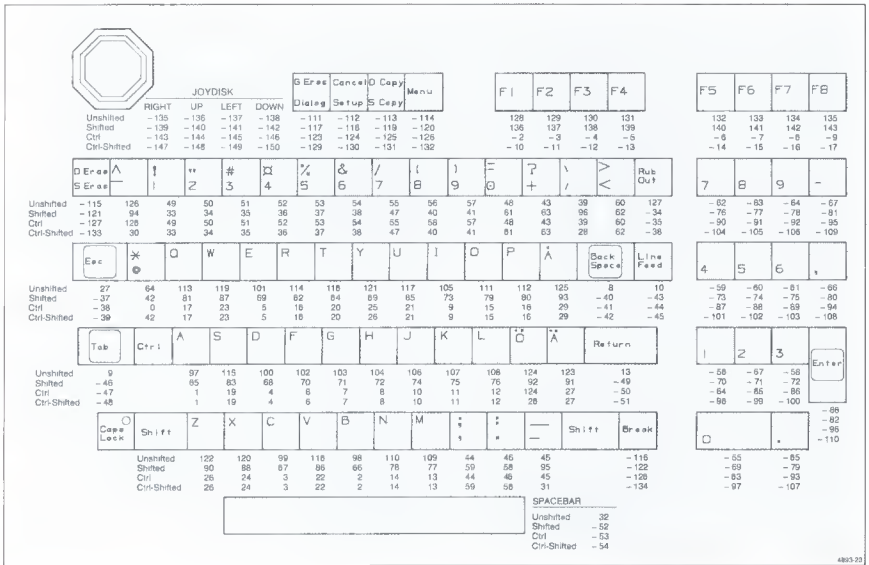 G Eras Cancel D Copy Menu
Dialog Setup S Copy
F1 F2 F3 F4
F5 F6 F7 F8
JOYDISK
RIGHT UP LEFT DOWN
Unshifted -135 -136 -137 -138 -111 -112 -113 -114 128 129 130 131 132 133 134 135
Shifted -139 -140 -141 -142 -117 -118 -119 -120 136 137 138 139 140 141 142 143
Ctrl -143 -144 -145 -146 -123 -124 -125 -126 -2 -3 -4 -5 -6 -7 -8 -9
Ctrl-Shifted -147 -148 -149 -150 -129 -130 -131 -132 -10 -11 -12 -13 -14 -15 -16 -17
D Eras ^ ! " # ¤ % & / ( ) = ? \ > Rub Out
S Eras — 1 2 3 4 5 6 7 8 9 0 + / <
7 8 9 -
Unshifted -115 126 49 50 51 52 53 54 55 56 57 48 43 39 60 127 -62 -63 -64 -67
Shifted -121 94 33 34 35 36 37 38 47 40 41 61 63 96 62 -34 -76 -77 -78 -81
Ctrl -127 126 49 50 51 52 53 54 55 56 57 48 43 39 60 -35 -90 -91 -92 -95
Ctrl-Shifted -133 30 33 34 35 36 37 38 47 40 41 61 63 28 62 -36 -104 -105 -106 -109
Esc * Q W E R T Y U I O P Å Back Space Line Feed
@
4 5 6 ,
Unshifted 27 64 113 119 101 114 116 121 117 105 111 112 125 8 10 -59 -60 -61 -66
Shifted -37 42 81 87 69 82 84 89 85 73 79 80 93 -40 -43 -73 -74 -75 -80
Ctrl -38 0 17 23 5 18 20 25 21 9 15 16 29 -41 -44 -87 -88 -89 -94
Ctrl-Shifted -39 42 17 23 5 18 20 25 21 9 15 16 29 -42 -45 -101 -102 -103 -108
Tab Ctrl A S D F G H J K L Ö Ä Return
1 2 3 Enter
Unshifted 9 97 115 100 102 103 104 106 107 108 124 123 13 -56 -57 -58
Shifted -46 65 83 68 70 71 72 74 75 76 92 91 -49 -70 -71 -72
Ctrl -47 1 19 4 6 7 8 10 11 12 124 27 -50 -84 -85 -86
Ctrl-Shifted -48 1 19 4 6 7 8 10 11 12 28 27 -51 -98 -99 -100
-68
-82
-96
-110
Caps Lock Shift Z X C V B N M ; : — Shift Break
, . -
0 .
Unshifted 122 120 99 118 98 110 109 44 46 45 -116 -55 -65
Shifted 90 88 67 86 66 78 77 59 58 95 -122 -69 -79
Ctrl 26 24 3 22 2 14 13 44 46 45 -128 -83 -93
Ctrl-Shifted 26 24 3 22 2 14 13 59 58 31 -134 -97 -107
SPACEBAR
Unshifted 32
Shifted -52
Ctrl -53
Ctrl-Shifted -54
4893-23